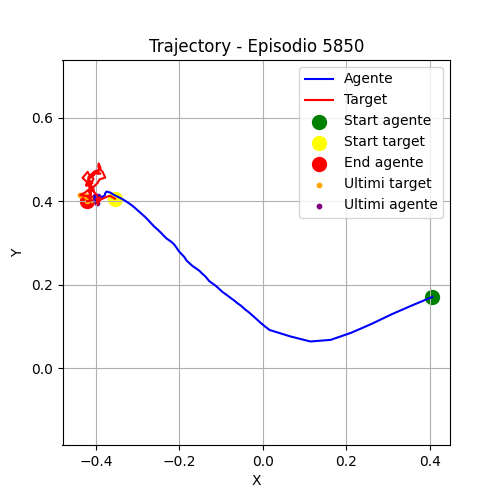 Trajectory - Episodio 5850
Agente
Target
Start agente
Start target
End agente
Ultimi target
Ultimi agente
Y
0.6
0.4
0.2
0.0
−0.4
−0.2
0.0
0.2
0.4
X